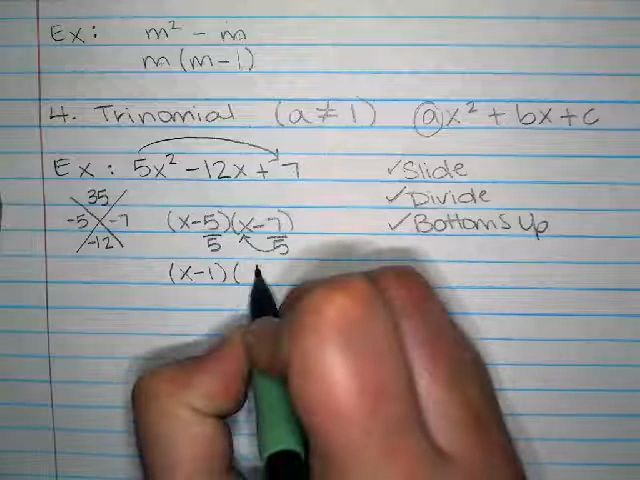 Ex: m² - m
m(m-1)
4. Trinomial (a ≠ 1) ax² + bx + c
Ex: 5x² - 12x + 7
✓Slide
35
✓Divide
-5 -7
(x-5/5)(x-7/5)
✓Bottoms Up
-12
(x-1)(